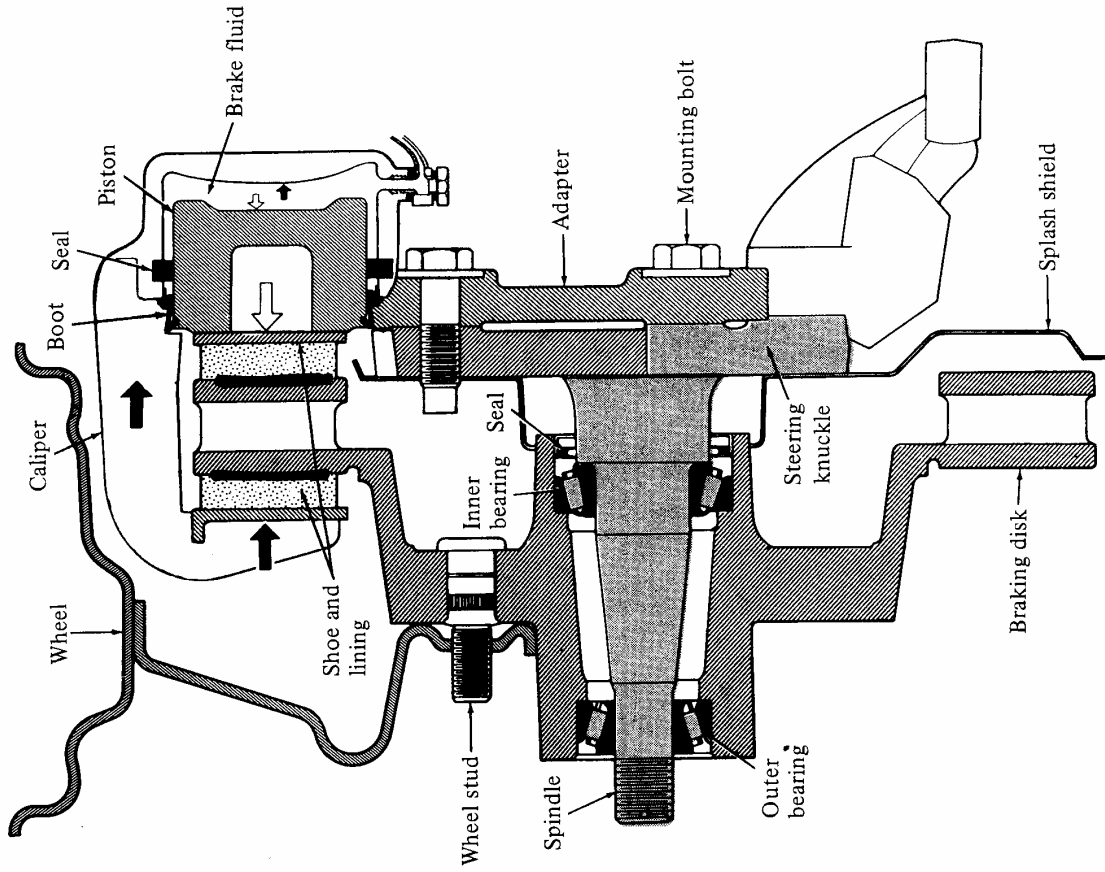 Wheel
Caliper
Boot
Seal
Piston
Brake fluid
Shoe and
lining
Inner
bearing
Seal
Adapter
Mounting bolt
Wheel stud
Spindle
Outer
bearing
Steering
knuckle
Braking disk
Splash shield